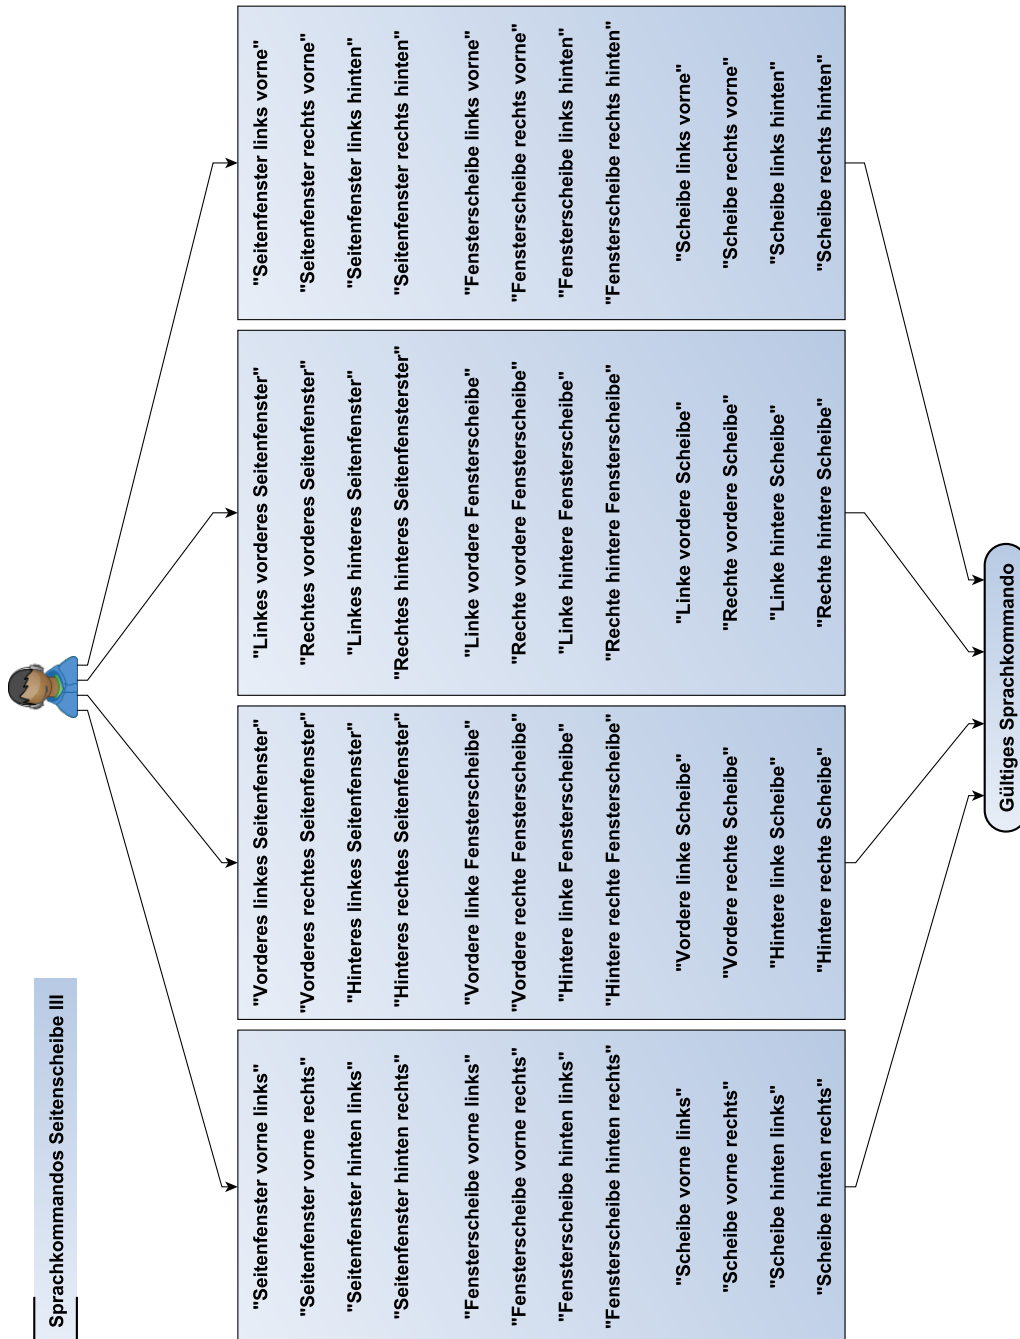 Sprachkommandos Seitenscheibe III
"Seitenfenster vorne links"
"Seitenfenster vorne rechts"
"Seitenfenster hinten links"
"Seitenfenster hinten rechts"
"Fensterscheibe vorne links"
"Fensterscheibe vorne rechts"
"Fensterscheibe hinten links"
"Fensterscheibe hinten rechts"
"Scheibe vorne links"
"Scheibe vorne rechts"
"Scheibe hinten links"
"Scheibe hinten rechts"
"Vorderes linkes Seitenfenster"
"Vorderes rechtes Seitenfenster"
"Hinteres linkes Seitenfenster"
"Hinteres rechtes Seitenfenster"
"Vordere linke Fensterscheibe"
"Vordere rechte Fensterscheibe"
"Hintere linke Fensterscheibe"
"Hintere rechte Fensterscheibe"
"Vordere linke Scheibe"
"Vordere rechte Scheibe"
"Hintere linke Scheibe"
"Hintere rechte Scheibe"
"Linkes vorderes Seitenfenster"
"Rechtes vorderes Seitenfenster"
"Linkes hinteres Seitenfenster"
"Rechtes hinteres Seitenfensterster"
"Linke vordere Fensterscheibe"
"Rechte vordere Fensterscheibe"
"Linke hintere Fensterscheibe"
"Rechte hintere Fensterscheibe"
"Linke vordere Scheibe"
"Rechte vordere Scheibe"
"Linke hintere Scheibe"
"Rechte hintere Scheibe"
"Seitenfenster links vorne"
"Seitenfenster rechts vorne"
"Seitenfenster links hinten"
"Seitenfenster rechts hinten"
"Fensterscheibe links vorne"
"Fensterscheibe rechts vorne"
"Fensterscheibe links hinten"
"Fensterscheibe rechts hinten"
"Scheibe links vorne"
"Scheibe rechts vorne"
"Scheibe links hinten"
"Scheibe rechts hinten"
Gültiges Sprachkommando